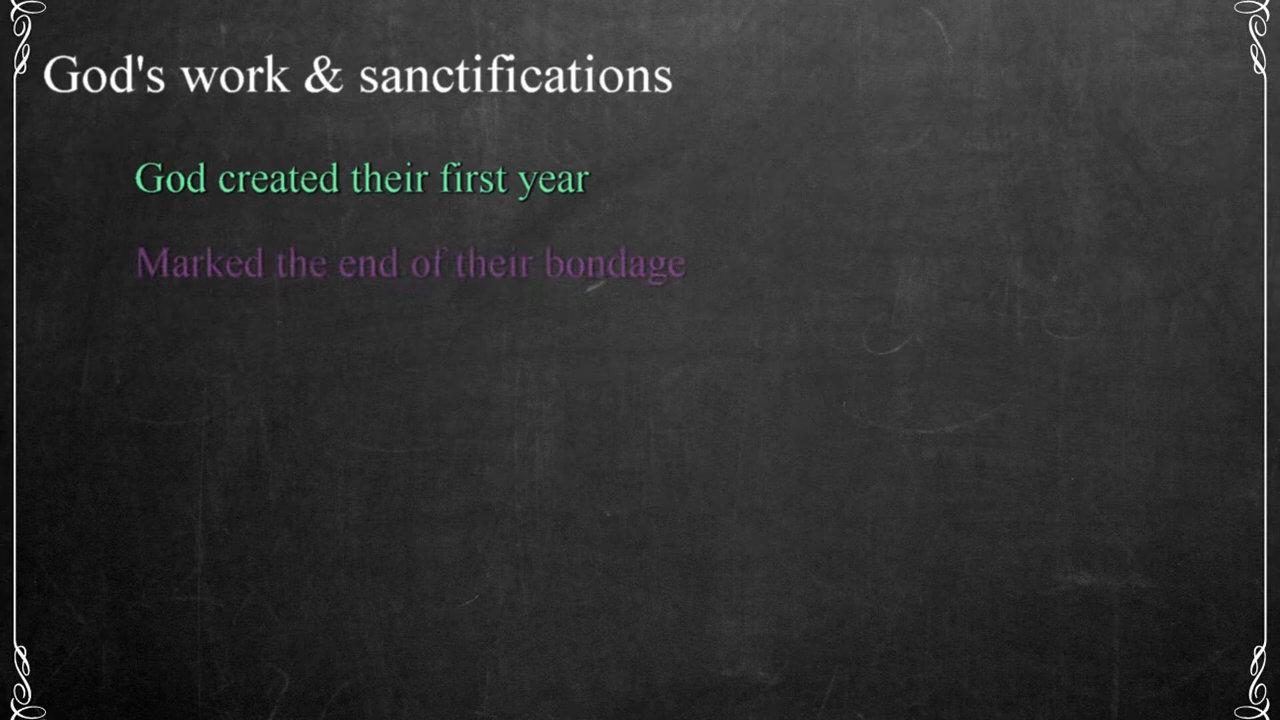 God's work & sanctifications
God created their first year
Marked the end of their bondage